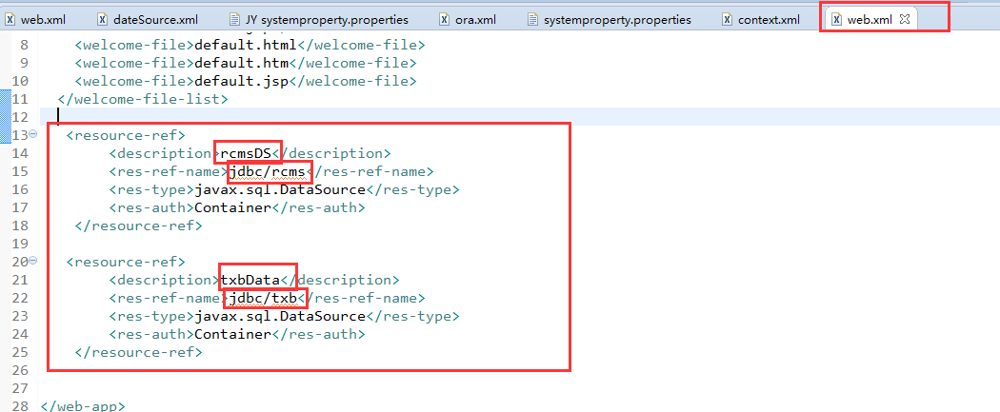 web.xml dateSource.xml JY systemproperty.properties ora.xml systemproperty.properties context.xml web.xml
8 <welcome-file>default.html</welcome-file>
9 <welcome-file>default.htm</welcome-file>
10 <welcome-file>default.jsp</welcome-file>
11 </welcome-file-list>
12
13 <resource-ref>
14 <description>rcmsDS</description>
15 <res-ref-name>jdbc/rcms</res-ref-name>
16 <res-type>javax.sql.DataSource</res-type>
17 <res-auth>Container</res-auth>
18 </resource-ref>
19
20 <resource-ref>
21 <description>txbData</description>
22 <res-ref-name>jdbc/txb</res-ref-name>
23 <res-type>javax.sql.DataSource</res-type>
24 <res-auth>Container</res-auth>
25 </resource-ref>
26
27
28 </web-app>